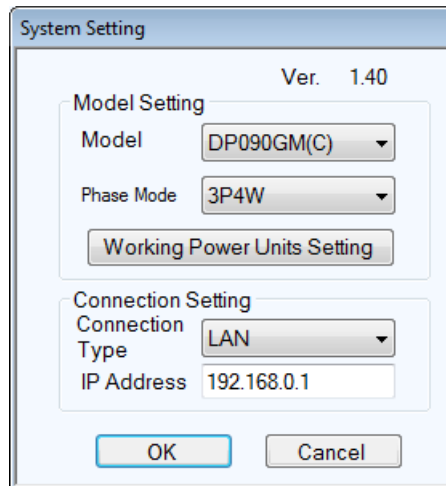 System Setting
Ver. 1.40
Model Setting
Model DP090GM(C)
Phase Mode 3P4W
Working Power Units Setting
Connection Setting
Connection Type LAN
IP Address 192.168.0.1
OK Cancel